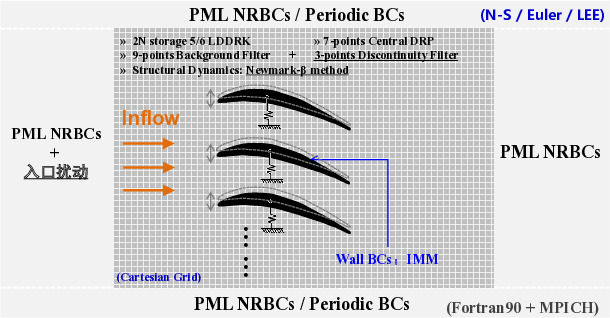 PML NRBCs / Periodic BCs
(N-S / Euler / LEE)
» 2N storage 5/6 LDDRK » 7-points Central DRP
» 9-points Background Filter + 3-points Discontinuity Filter
» Structural Dynamics: Newmark-β method
Inflow
PML NRBCs
+
入口扰动
PML NRBCs
Wall BCs: IMM
(Cartesian Grid)
PML NRBCs / Periodic BCs
(Fortran90 + MPICH)